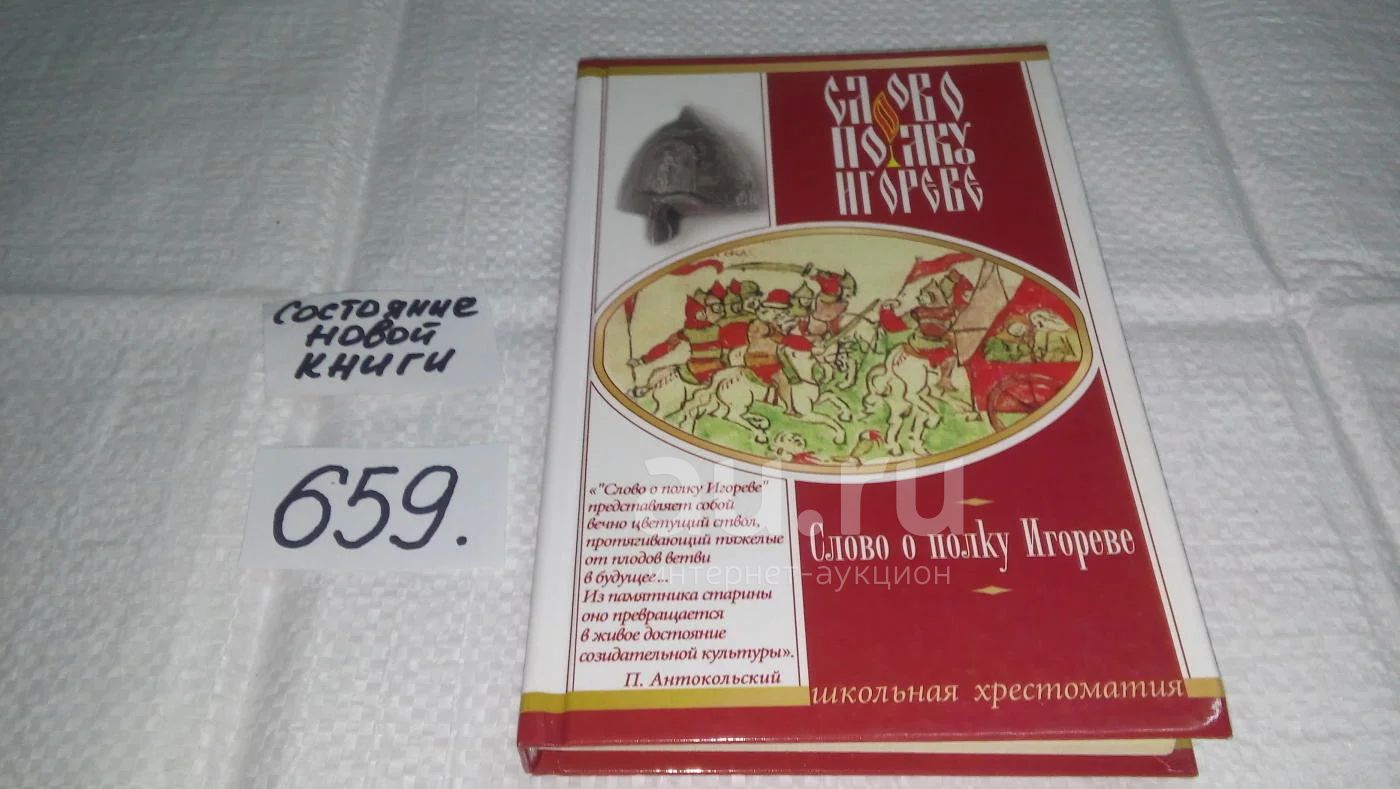 СОСТОЯНИЕ
НОВОЙ
КНИГИ
659.
СЛОВО
ПОЛКУ
О
ИГОРЕВЕ
«"Слово о полку Игореве"
представляет собой
вечно цветущий ствол,
протягивающий тяжелые
от плодов ветви
в будущее...
Из памятника старины
оно превращается
в живое достояние
созидательной культуры».
П. Антокольский
Слово о полку Игореве
школьная хрестоматия
au.ru
интернет-аукцион